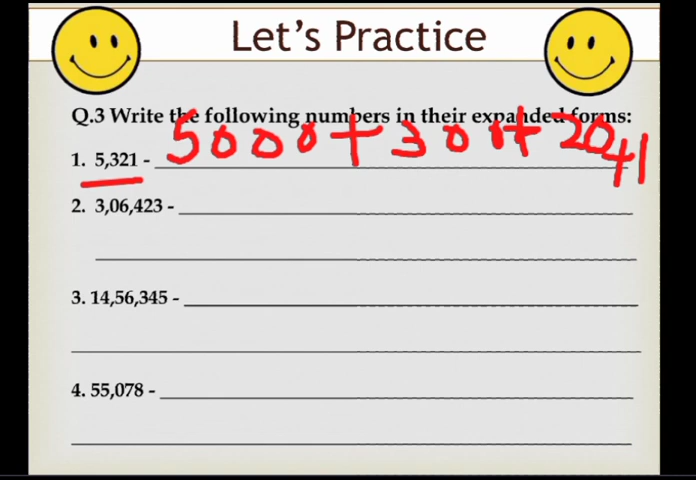 Let's Practice
Q.3 Write the following numbers in their expanded forms:
1. 5,321 - 5000+300+20+1
2. 3,06,423 -
3. 14,56,345 -
4. 55,078 -